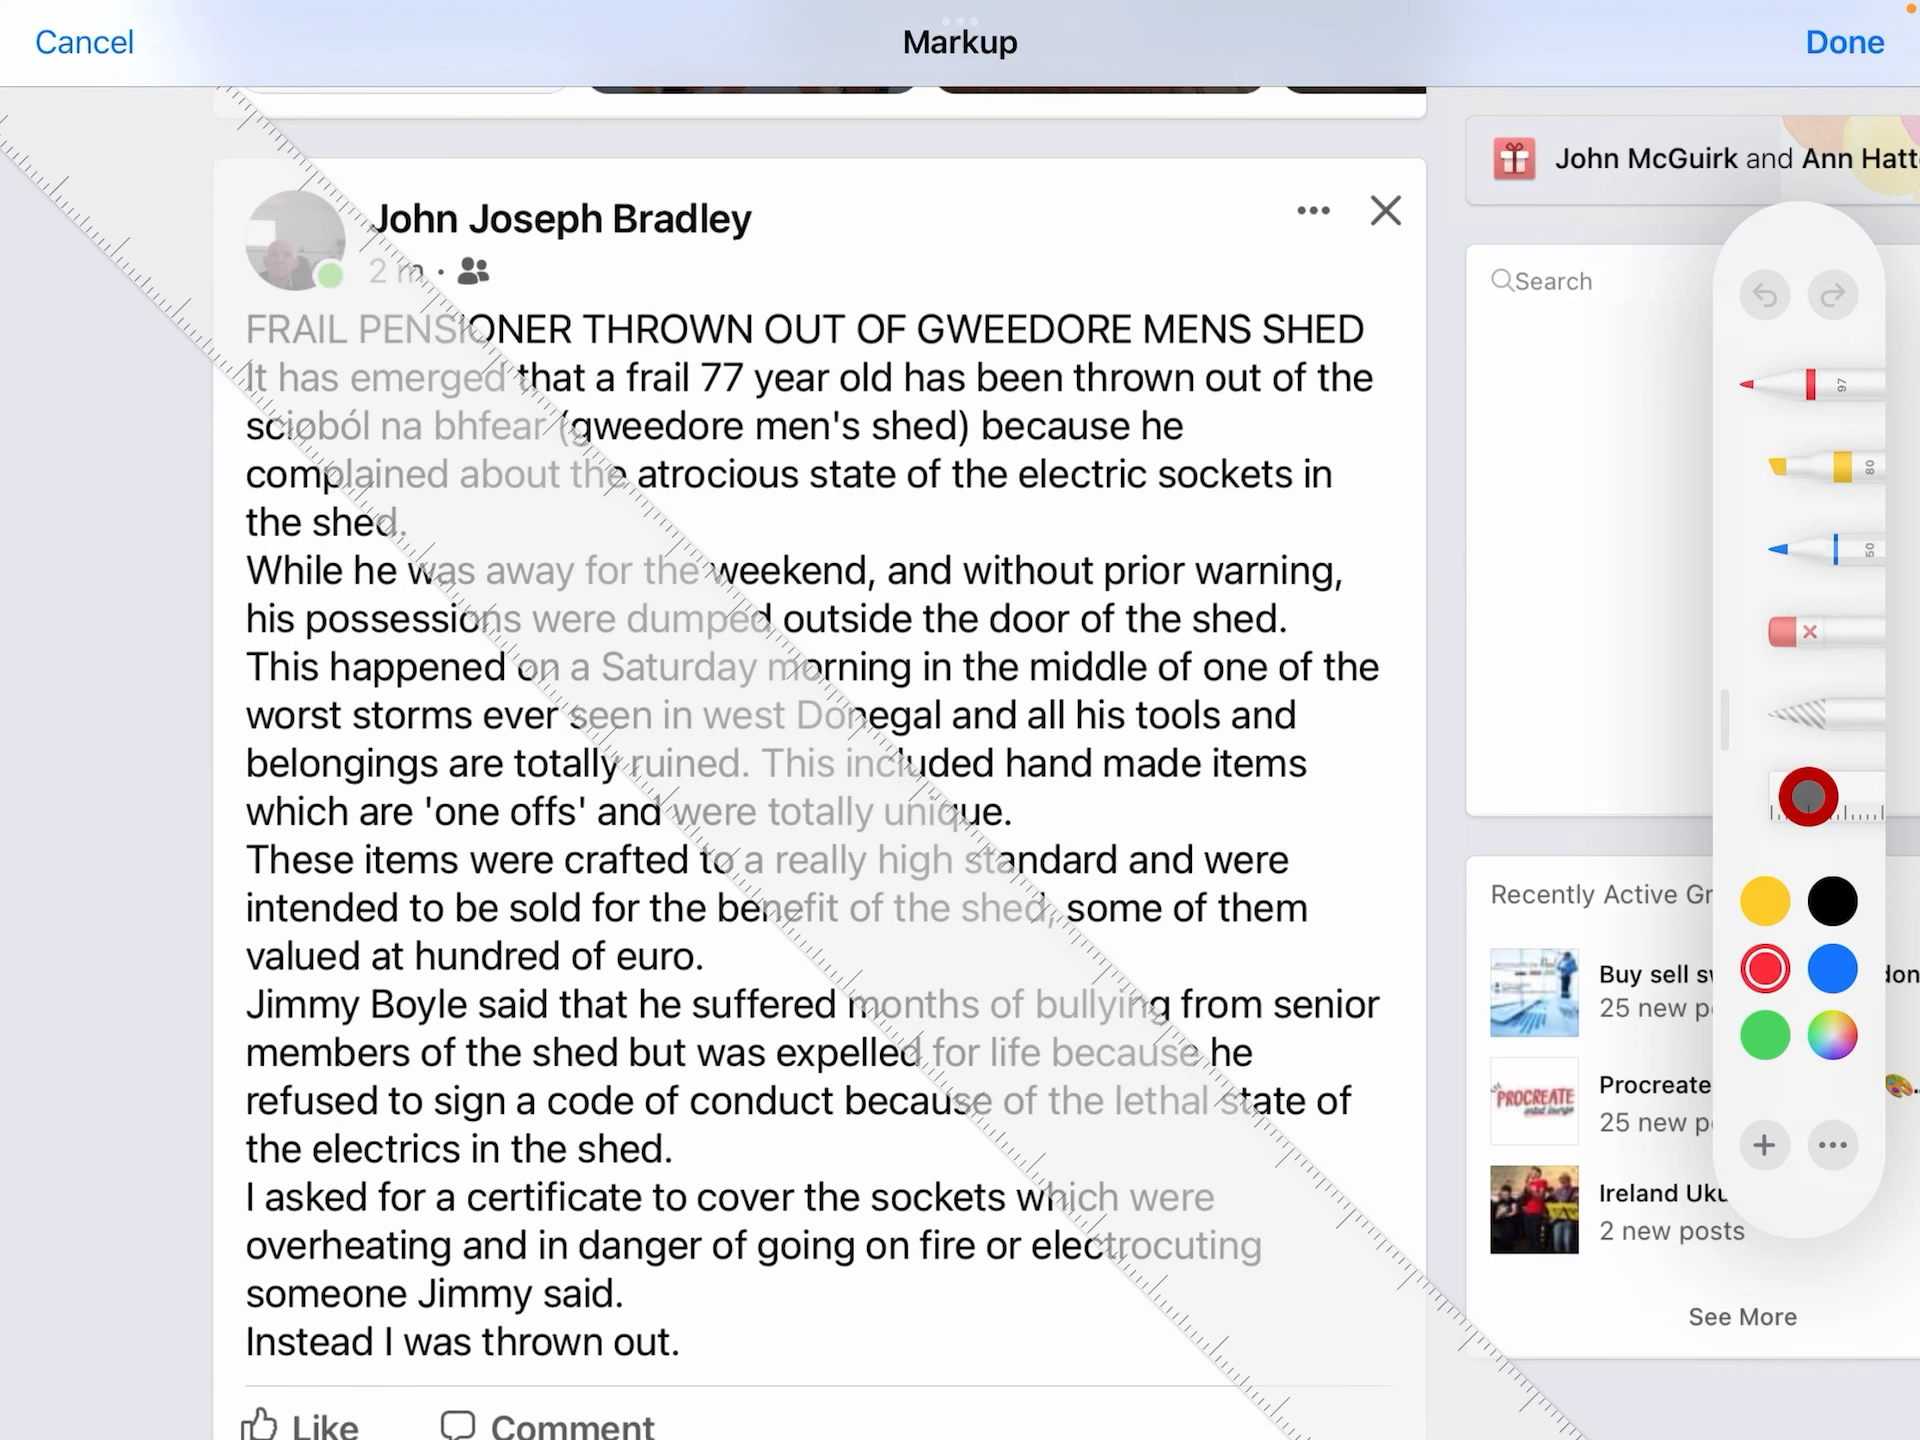 Cancel
Markup
Done
John McGuirk and Ann Hatt
John Joseph Bradley
2 m
Search
FRAIL PENSIONER THROWN OUT OF GWEEDORE MENS SHED
It has emerged that a frail 77 year old has been thrown out of the
scioból na bhfear (gweedore men's shed) because he
complained about the atrocious state of the electric sockets in
the shed.
While he was away for the weekend, and without prior warning,
his possessions were dumped outside the door of the shed.
This happened on a Saturday morning in the middle of one of the
worst storms ever seen in west Donegal and all his tools and
belongings are totally ruined. This included hand made items
which are 'one offs' and were totally unique.
These items were crafted to a really high standard and were
intended to be sold for the benefit of the shed, some of them
valued at hundred of euro.
Jimmy Boyle said that he suffered months of bullying from senior
members of the shed but was expelled for life because he
refused to sign a code of conduct because of the lethal state of
the electrics in the shed.
I asked for a certificate to cover the sockets which were
overheating and in danger of going on fire or electrocuting
someone Jimmy said.
Instead I was thrown out.
Like
Comment
97
80
50
Recently Active Gr
Buy sell sw
don
25 new p
PROCREATE
Procreate
25 new p
Ireland Uku
2 new posts
See More